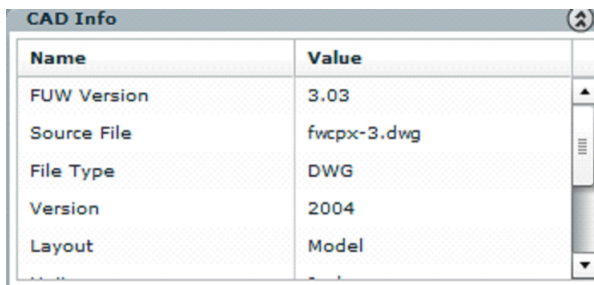 CAD Info
Name Value
FUW Version 3.03
Source File fwcpx-3.dwg
File Type DWG
Version 2004
Layout Model